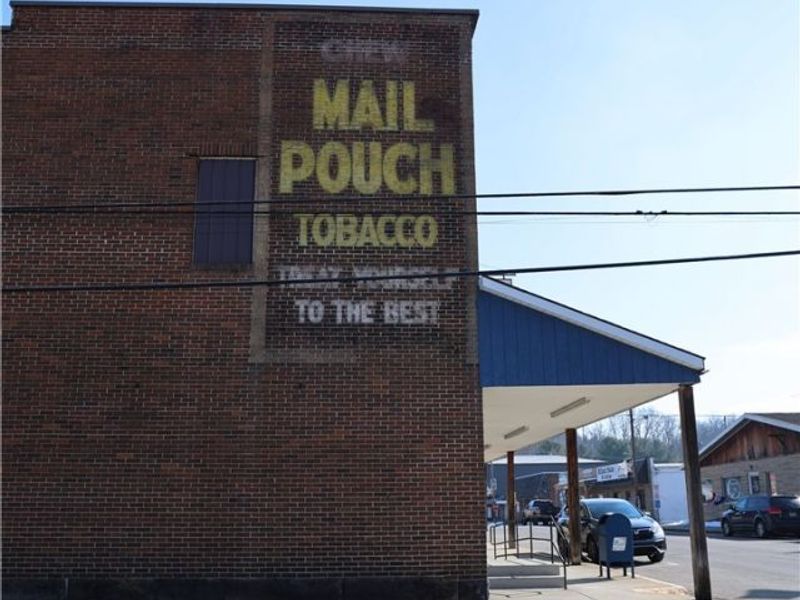 CHEW
MAIL
POUCH
TOBACCO
TREAT YOURSELF
TO THE BEST